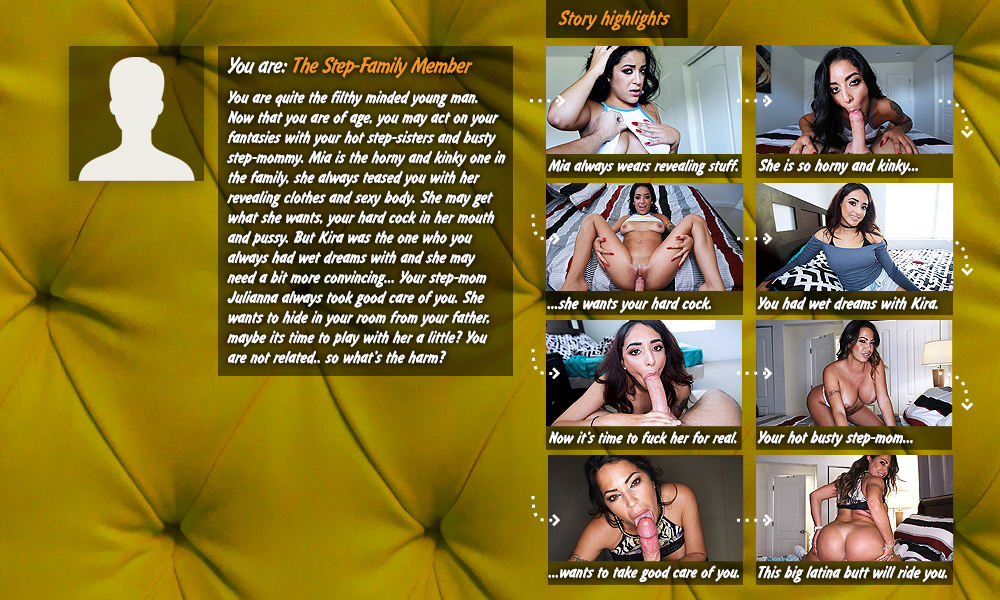 Story highlights
You are: The Step-Family Member
You are quite the filthy minded young man.
Now that you are of age, you may act on your
fantasies with your hot step-sisters and busty
step-mommy. Mia is the horny and kinky one in
the family, she always teased you with her
revealing clothes and sexy body. She may get
what she wants, your hard cock in her mouth
and pussy. But Kira was the one who you
always had wet dreams with and she may
need a bit more convincing... Your step-mom
Julianna always took good care of you. She
wants to hide in your room from your father,
maybe its time to play with her a little? You
are not related.. so what's the harm?
Mia always wears revealing stuff.
She is so horny and kinky...
...she wants your hard cock.
You had wet dreams with Kira.
Now it's time to fuck her for real.
Your hot busty step-mom...
...wants to take good care of you.
This big latina butt will ride you.